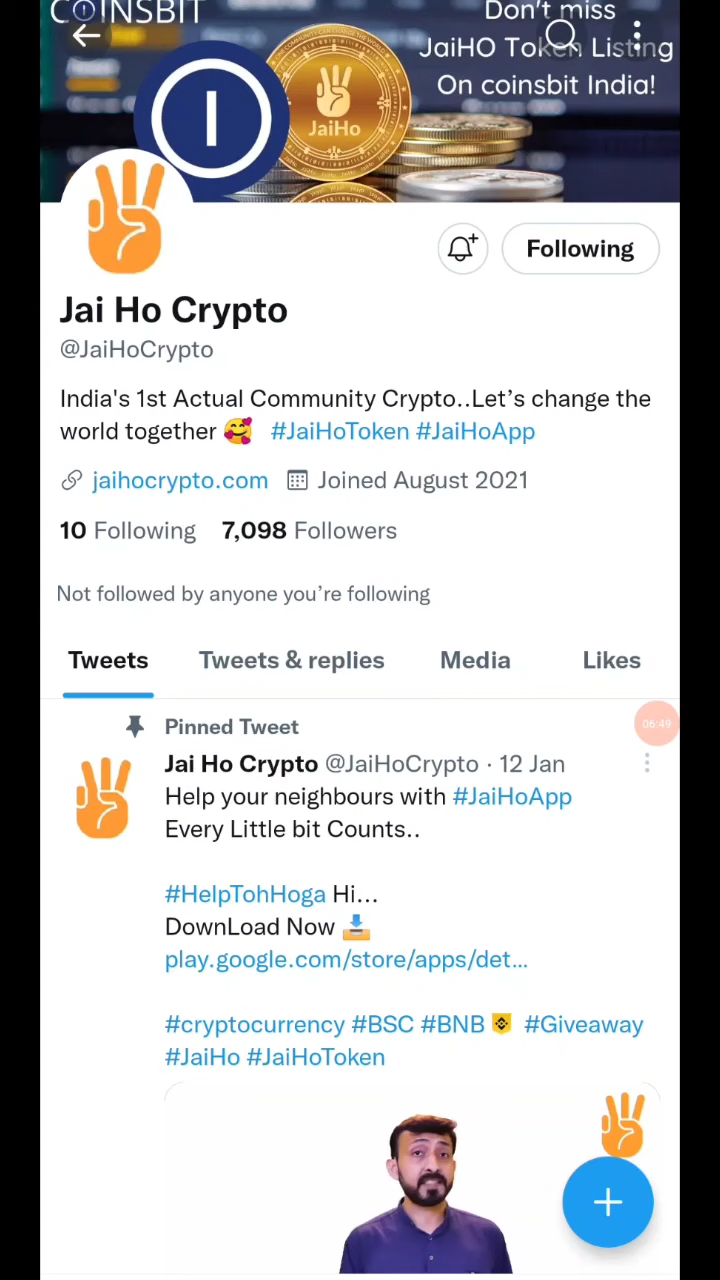 COINSBIT
Don't miss
JaiHO Token Listing
On coinsbit India!
JaiHo
Following
Jai Ho Crypto
@JaiHoCrypto
India's 1st Actual Community Crypto..Let’s change the
world together 🥰 #JaiHoToken #JaiHoApp
jaihocrypto.com Joined August 2021
10 Following 7,098 Followers
Not followed by anyone you’re following
Tweets Tweets & replies Media Likes
Pinned Tweet
06:49
Jai Ho Crypto @JaiHoCrypto · 12 Jan
Help your neighbours with #JaiHoApp
Every Little bit Counts..
#HelpTohHoga Hi...
DownLoad Now 📥
play.google.com/store/apps/det...
#cryptocurrency #BSC #BNB #Giveaway
#JaiHo #JaiHoToken